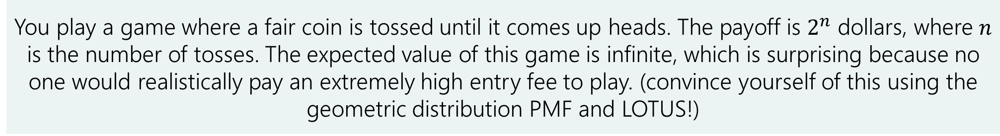 You play a game where a fair coin is tossed until it comes up heads. The payoff is 2ⁿ dollars, where n
is the number of tosses. The expected value of this game is infinite, which is surprising because no
one would realistically pay an extremely high entry fee to play. (convince yourself of this using the
geometric distribution PMF and LOTUS!)